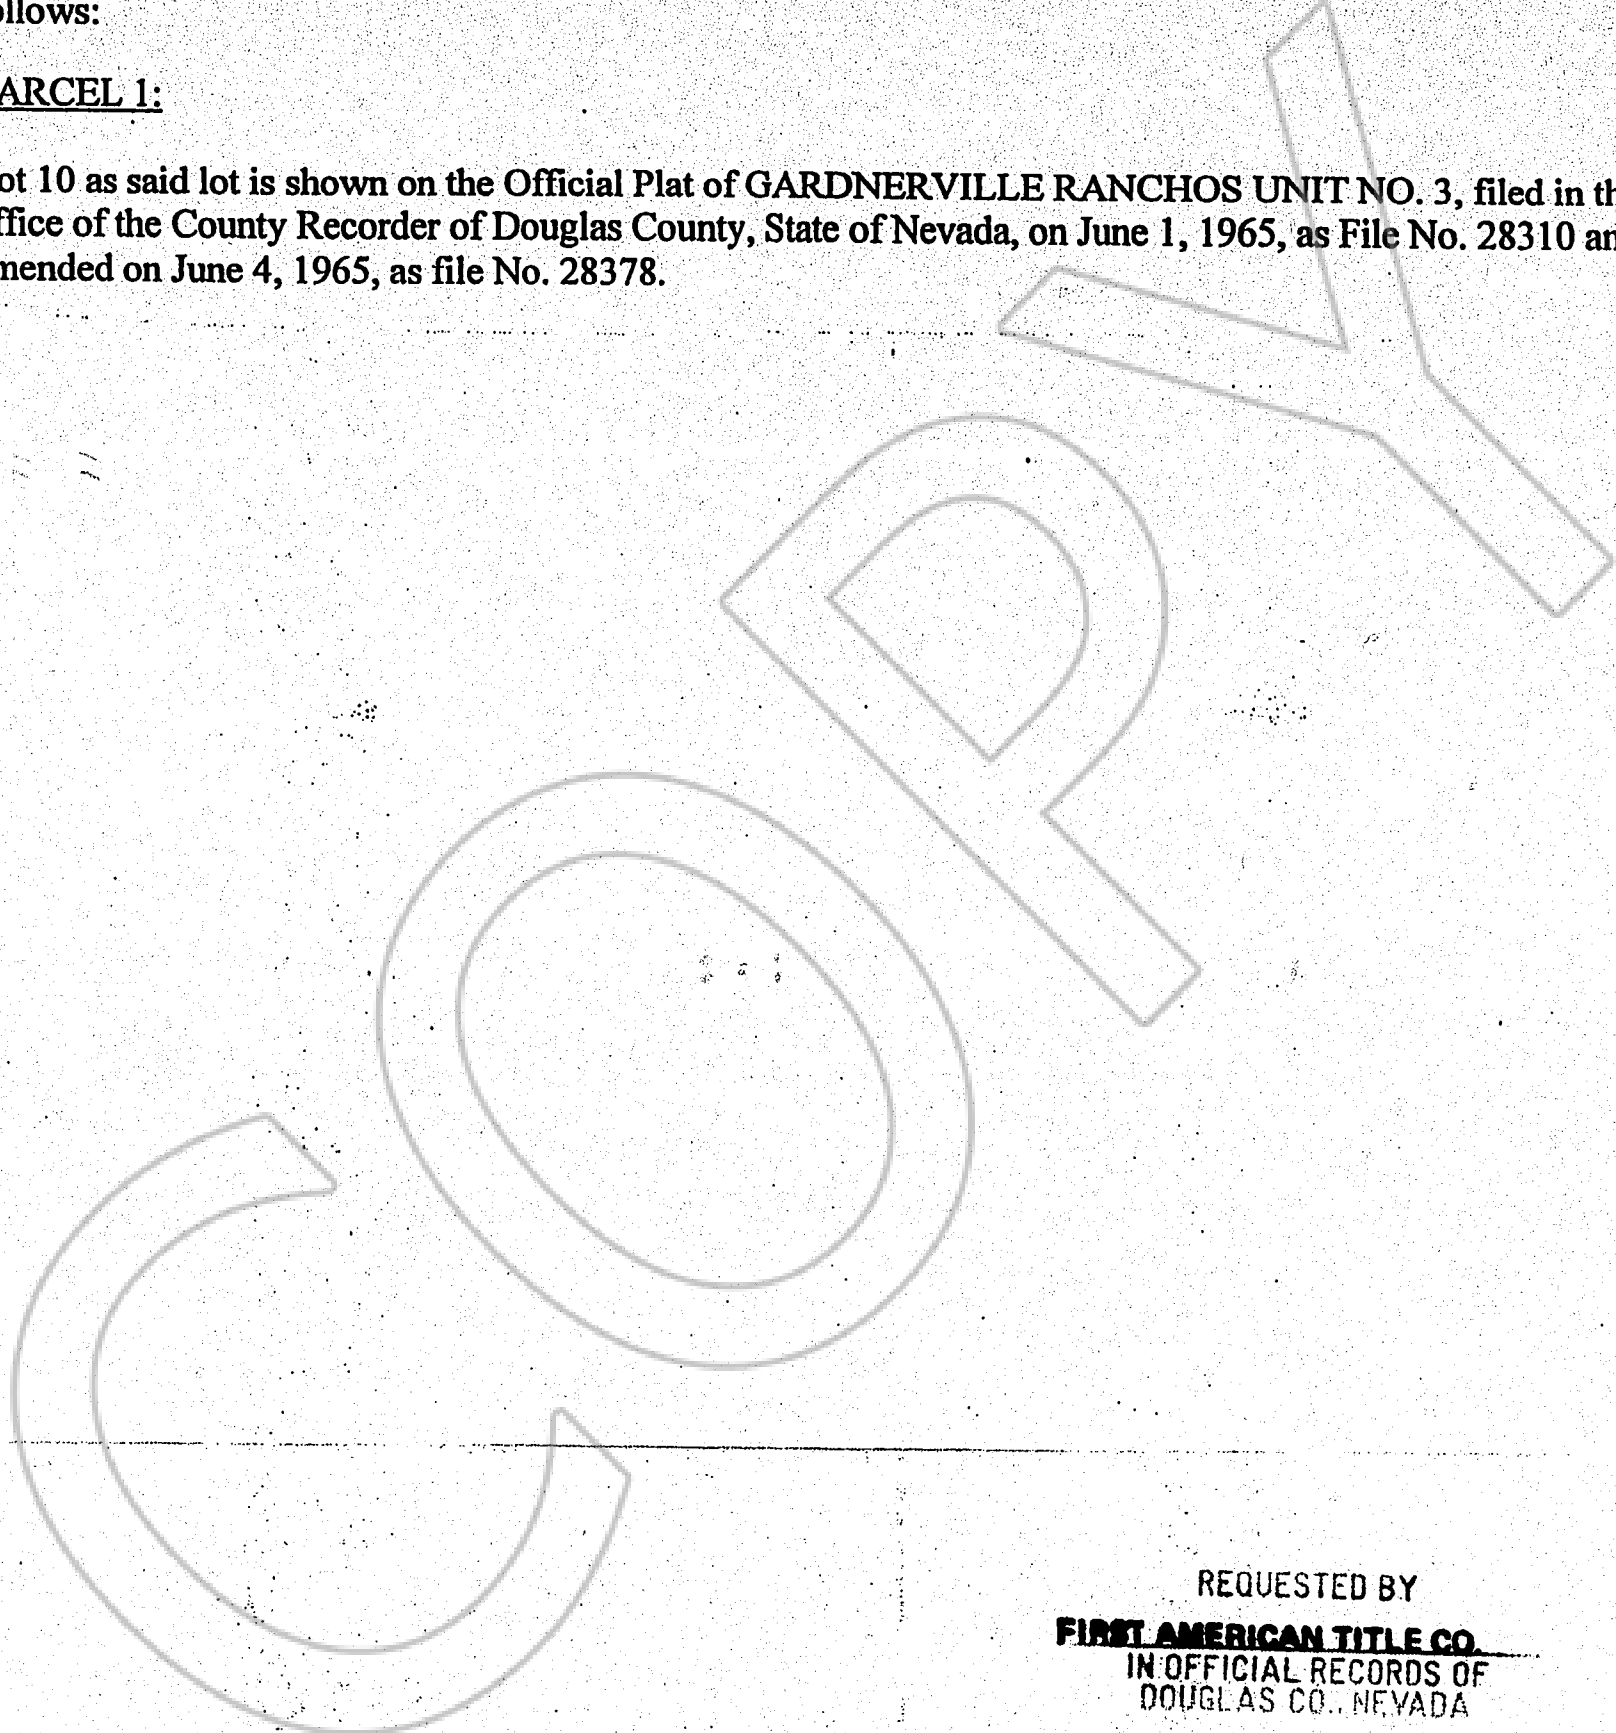 ollows:
ARCEL 1:
ot 10 as said lot is shown on the Official Plat of GARDNERVILLE RANCHOS UNIT NO. 3, filed in th
ffice of the County Recorder of Douglas County, State of Nevada, on June 1, 1965, as File No. 28310 an
mended on June 4, 1965, as file No. 28378.
COPY
REQUESTED BY
FIRST AMERICAN TITLE CO.
IN OFFICIAL RECORDS OF
DOUGLAS CO., NEVADA